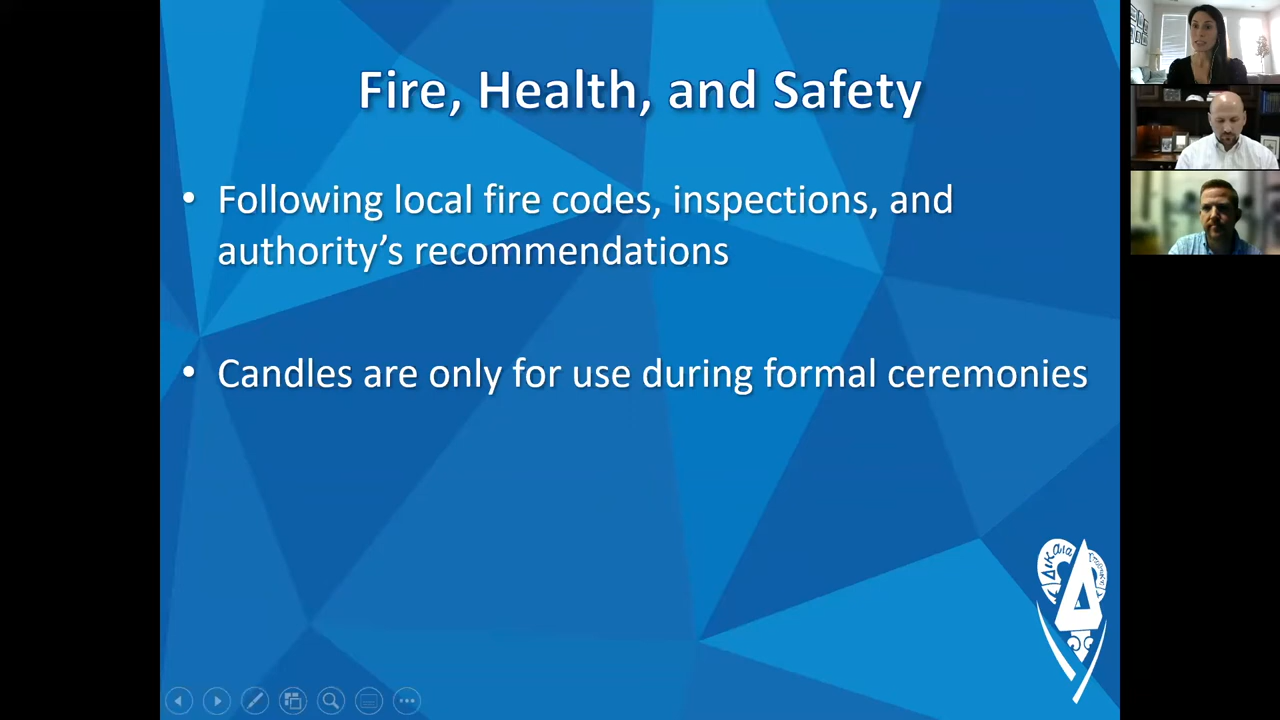 Fire, Health, and Safety
• Following local fire codes, inspections, and
authority’s recommendations
• Candles are only for use during formal ceremonies
Δικαια